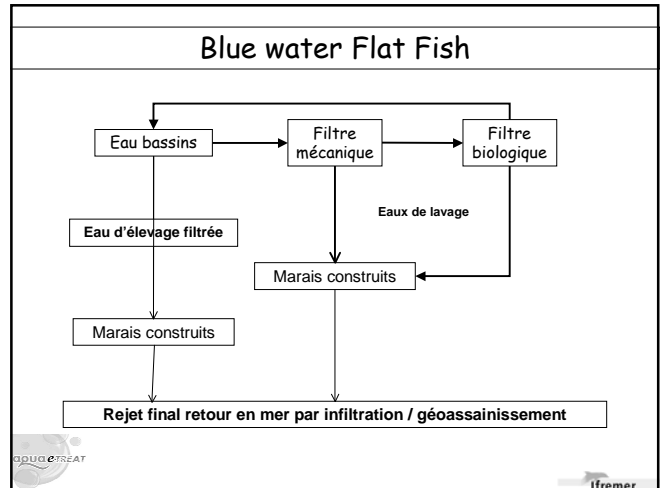 Blue water Flat Fish
Eau bassins
Filtre
mécanique
Filtre
biologique
Eaux de lavage
Eau d'élevage filtrée
Marais construits
Marais construits
Rejet final retour en mer par infiltration / géoassainissement
aquaeTREAT
Ifremer